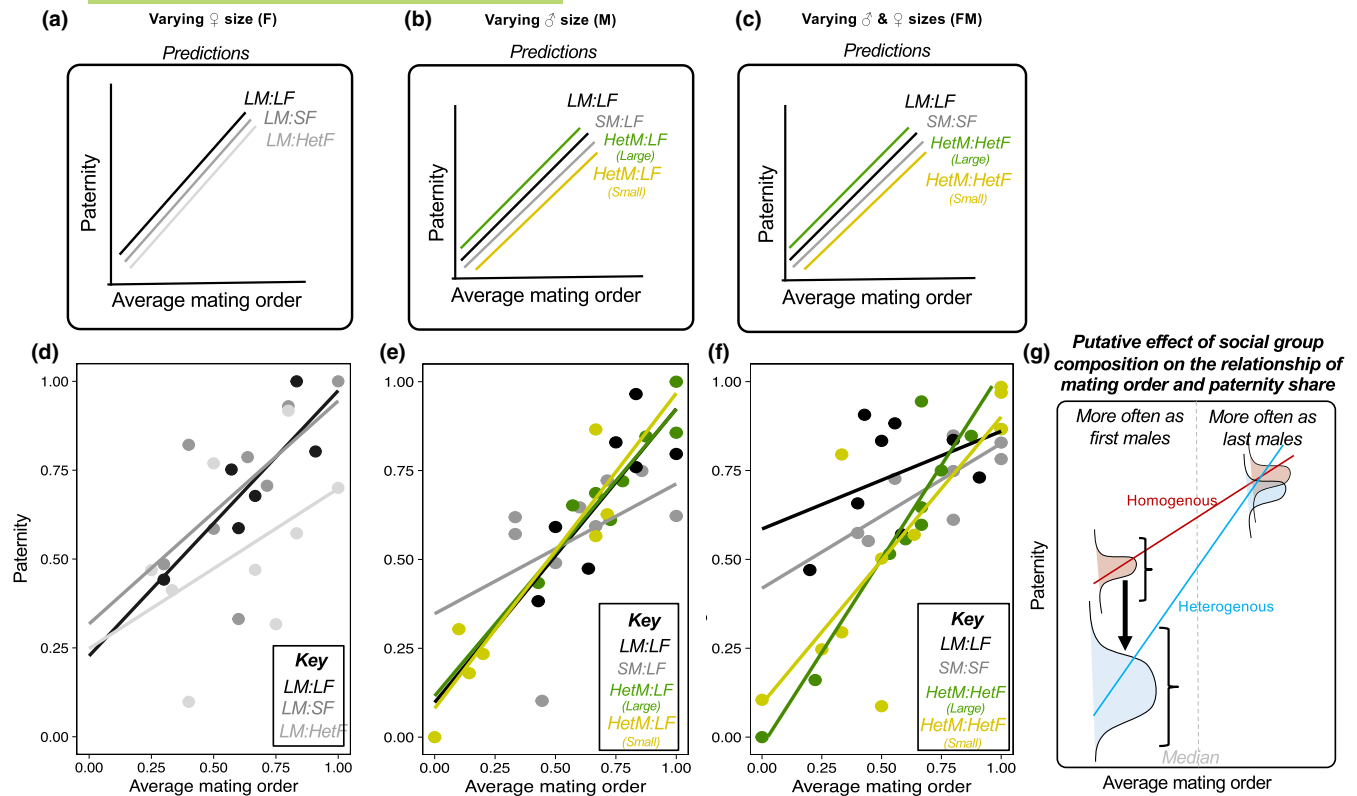 (a)
Varying ♀ size (F)
Predictions
LM:LF
LM:SF
LM:HetF
Paternity
Average mating order
(b)
Varying ♂ size (M)
Predictions
LM:LF
SM:LF
HetM:LF
(Large)
HetM:LF
(Small)
Paternity
Average mating order
(c)
Varying ♂ & ♀ sizes (FM)
Predictions
LM:LF
SM:SF
HetM:HetF
(Large)
HetM:HetF
(Small)
Paternity
Average mating order
(d)
1.00
0.75
0.50
0.25
0.00
Paternity
Key
LM:LF
LM:SF
LM:HetF
0.00 0.25 0.50 0.75 1.00
Average mating order
(e)
1.00
0.75
0.50
0.25
0.00
Key
LM:LF
SM:LF
HetM:LF
(Large)
HetM:LF
(Small)
0.00 0.25 0.50 0.75 1.00
Average mating order
(f)
1.00
0.75
0.50
0.25
0.00
Key
LM:LF
SM:SF
HetM:HetF
(Large)
HetM:HetF
(Small)
0.00 0.25 0.50 0.75 1.00
Average mating order
(g)
Putative effect of social group
composition on the relationship of
mating order and paternity share
More often as
first males
More often as
last males
Homogenous
Heterogenous
Paternity
Median
Average mating order